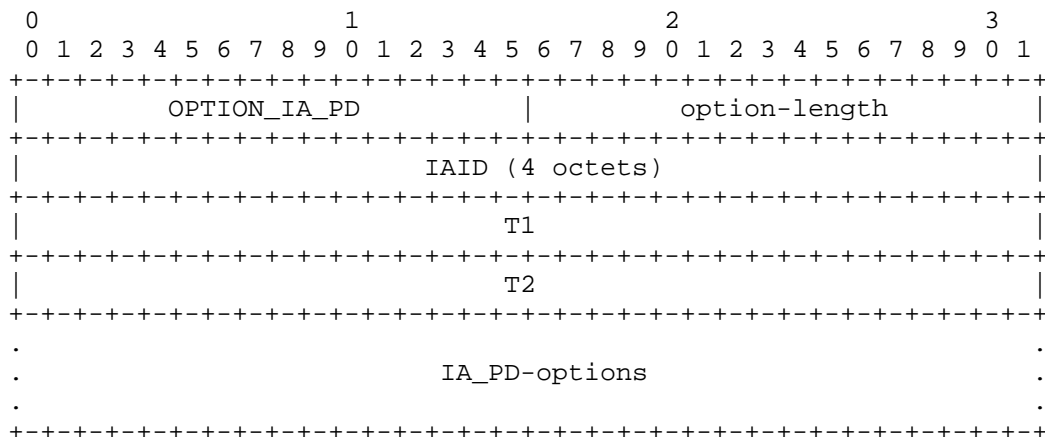 0                   1                   2                   3
0 1 2 3 4 5 6 7 8 9 0 1 2 3 4 5 6 7 8 9 0 1 2 3 4 5 6 7 8 9 0 1
+-+-+-+-+-+-+-+-+-+-+-+-+-+-+-+-+-+-+-+-+-+-+-+-+-+-+-+-+-+-+-+-+
|         OPTION_IA_PD          |         option-length         |
+-+-+-+-+-+-+-+-+-+-+-+-+-+-+-+-+-+-+-+-+-+-+-+-+-+-+-+-+-+-+-+-+
|                         IAID (4 octets)                       |
+-+-+-+-+-+-+-+-+-+-+-+-+-+-+-+-+-+-+-+-+-+-+-+-+-+-+-+-+-+-+-+-+
|                              T1                               |
+-+-+-+-+-+-+-+-+-+-+-+-+-+-+-+-+-+-+-+-+-+-+-+-+-+-+-+-+-+-+-+-+
|                              T2                               |
+-+-+-+-+-+-+-+-+-+-+-+-+-+-+-+-+-+-+-+-+-+-+-+-+-+-+-+-+-+-+-+-+
.                                                               .
.                          IA_PD-options                        .
.                                                               .
+-+-+-+-+-+-+-+-+-+-+-+-+-+-+-+-+-+-+-+-+-+-+-+-+-+-+-+-+-+-+-+-+